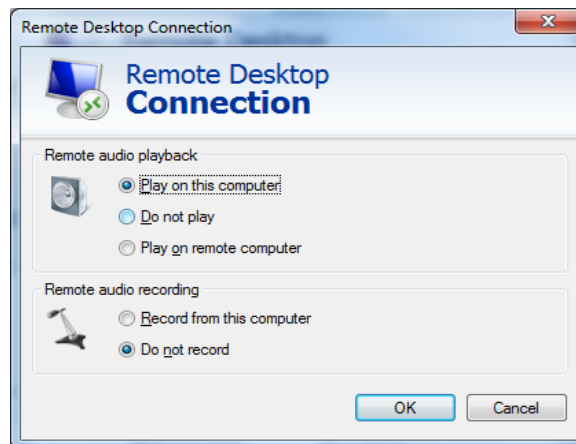 Remote Desktop Connection
Remote Desktop
Connection
Remote audio playback
Play on this computer
Do not play
Play on remote computer
Remote audio recording
Record from this computer
Do not record
OK
Cancel